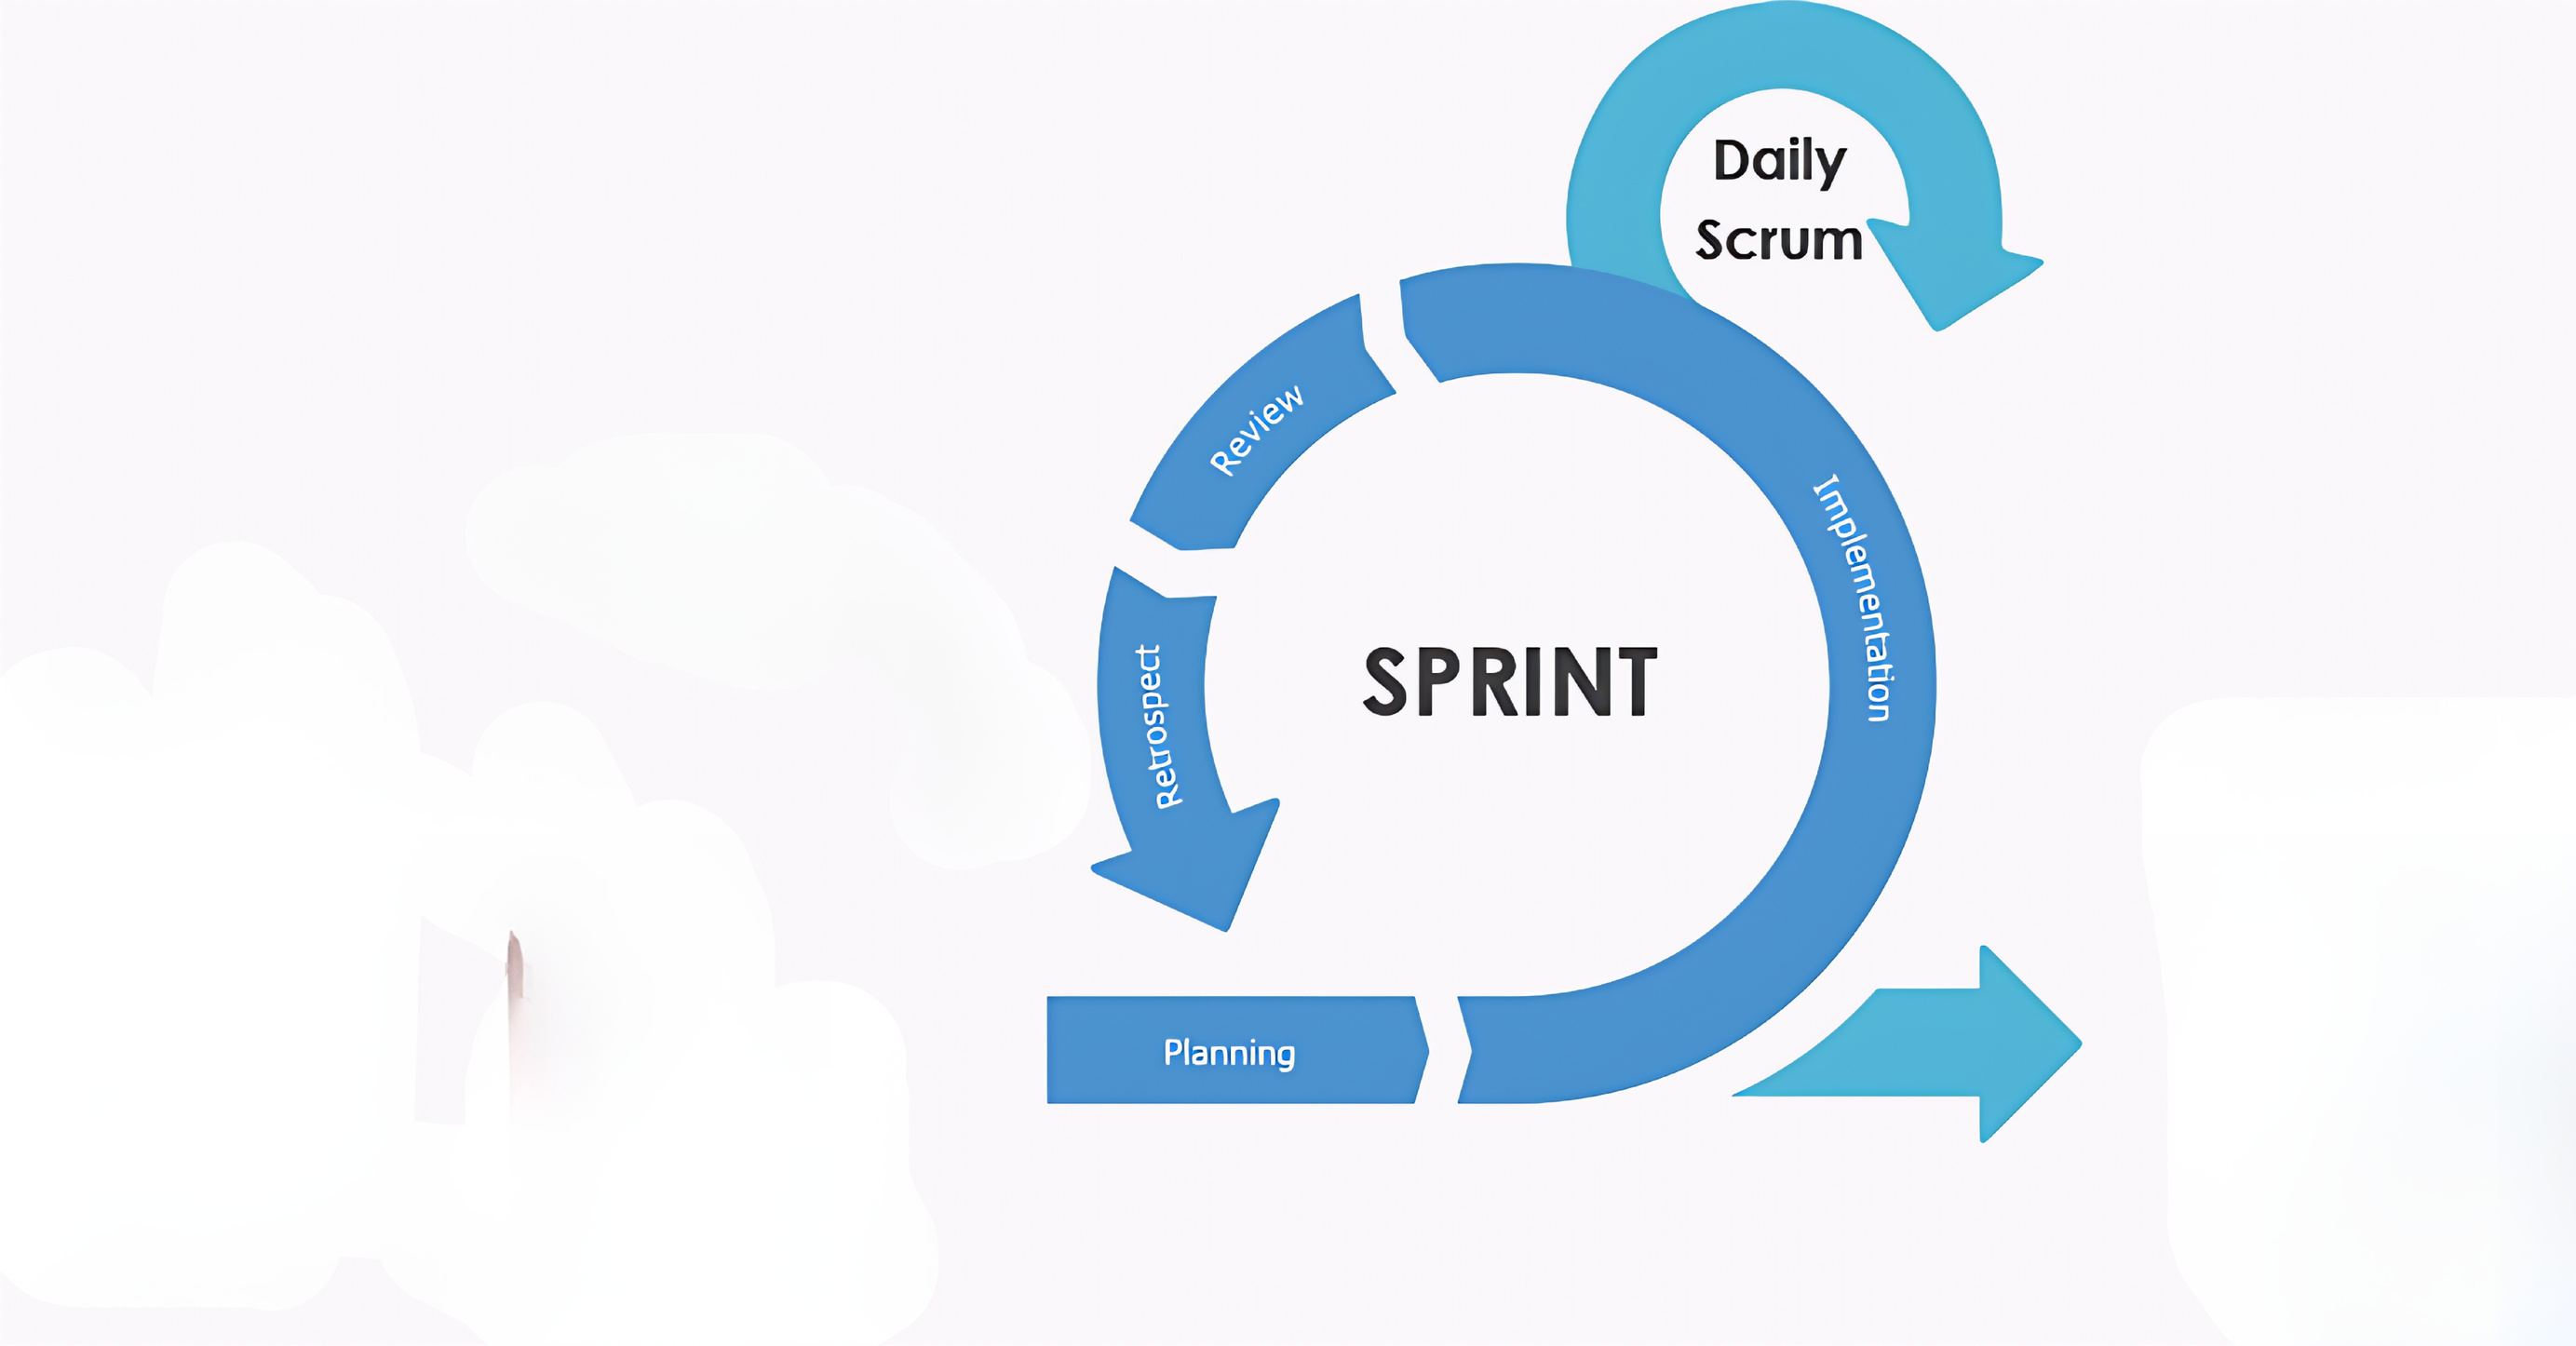 Daily
Scrum
Review
Implementation
SPRINT
Retrospect
Planning